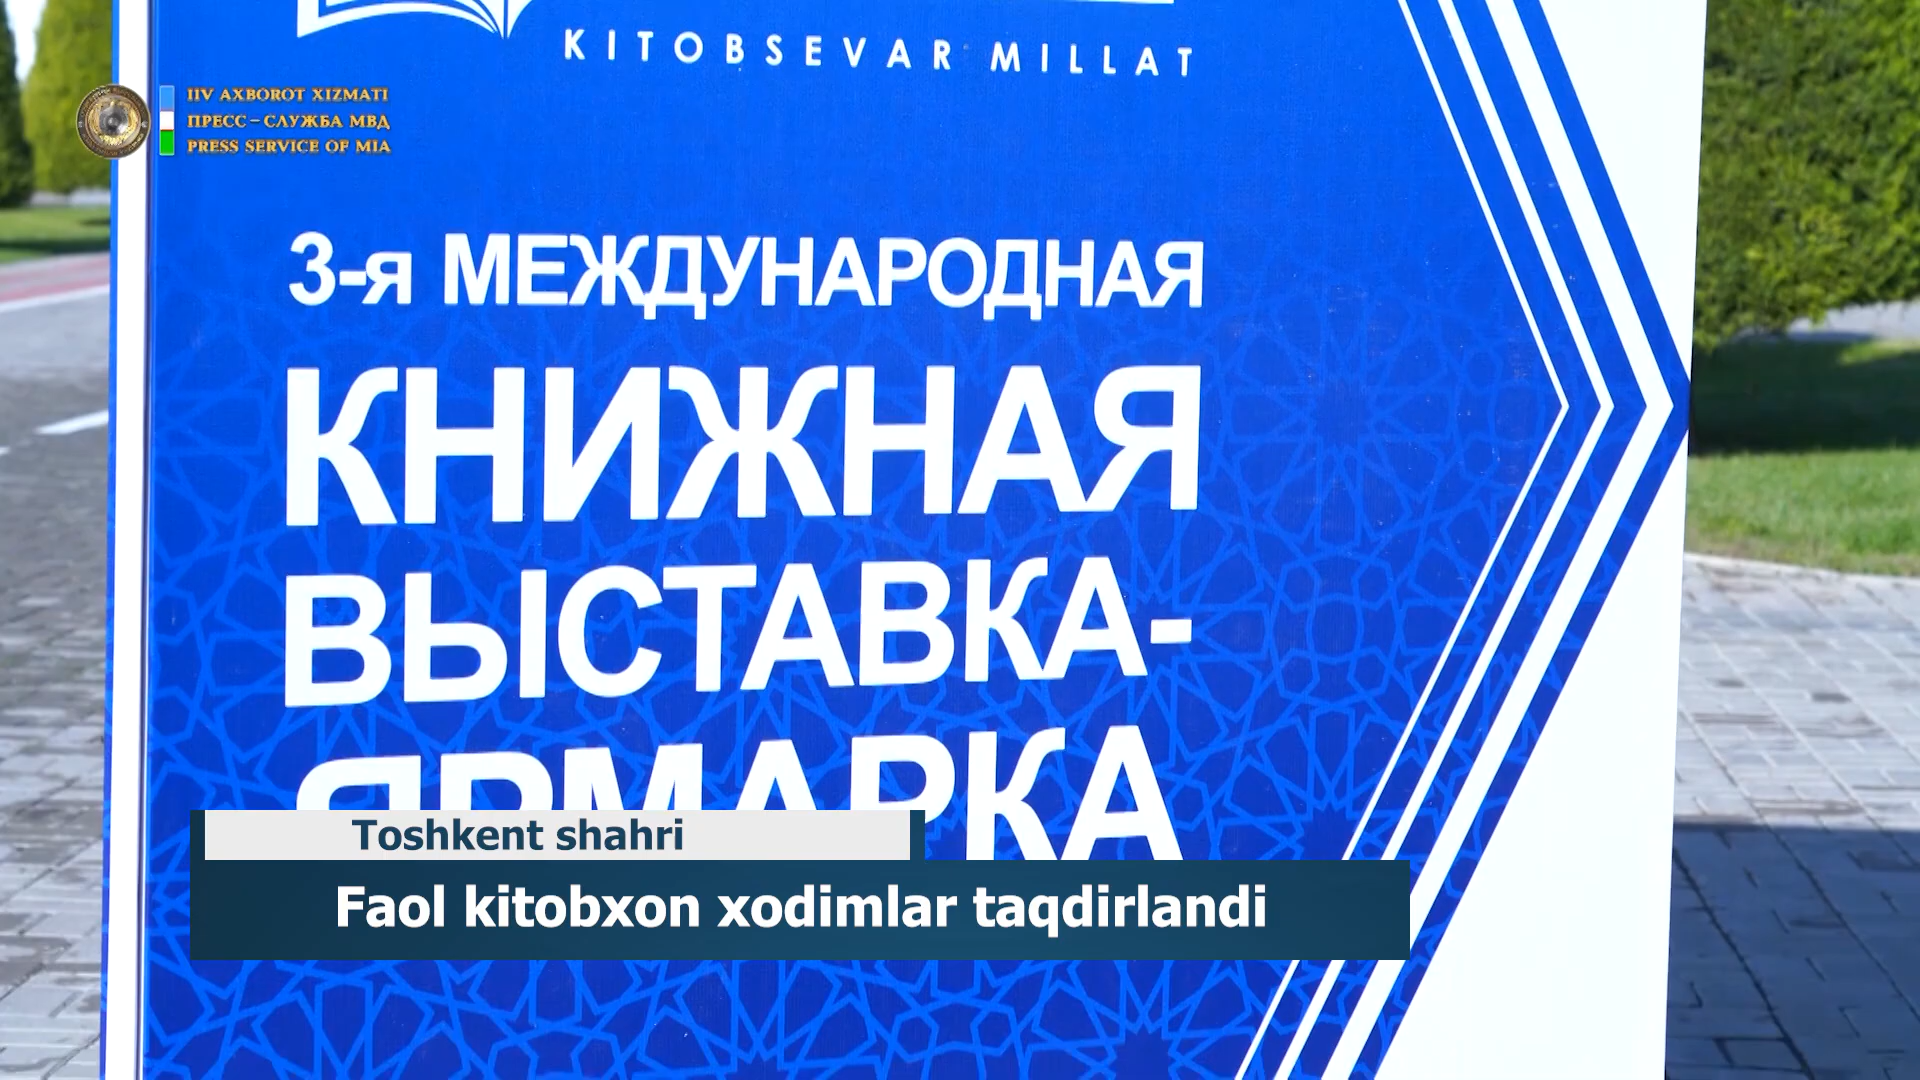 KITOBSEVAR MILLAT
IIV AXBOROT XIZMATI
ПРЕСС-СЛУЖБА МВД
PRESS SERVICE OF MIA
3-я МЕЖДУНАРОДНАЯ
КНИЖНАЯ
ВЫСТАВКА-
ЯРМАРКА
Toshkent shahri
Faol kitobxon xodimlar taqdirlandi